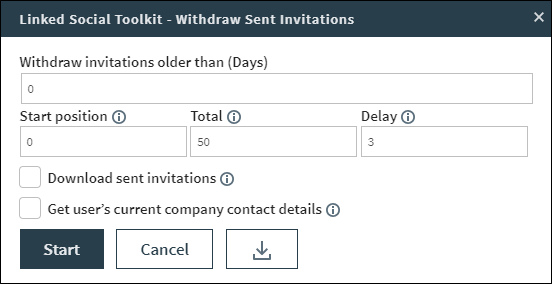 Linked Social Toolkit - Withdraw Sent Invitations
Withdraw invitations older than (Days)
0
Start position Total Delay
0 50 3
Download sent invitations
Get user's current company contact details
Start Cancel